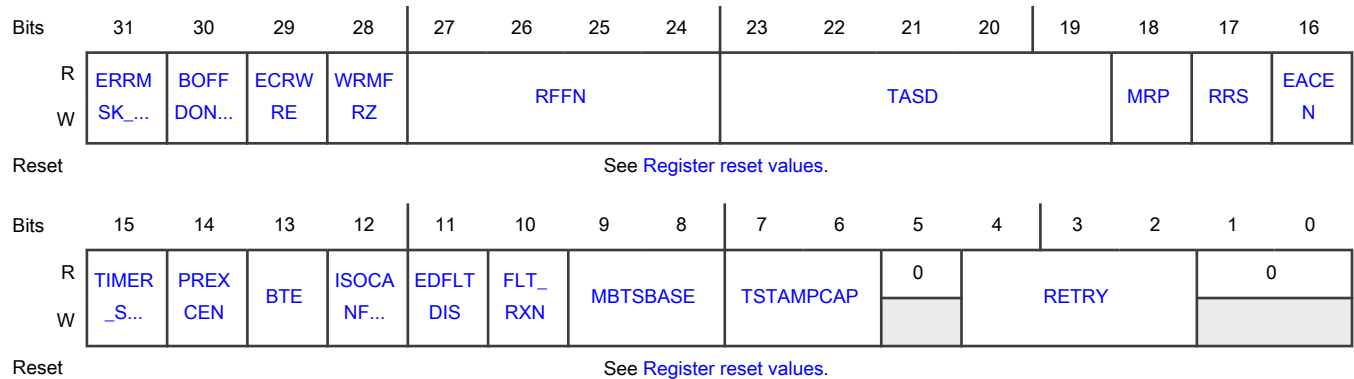 Bits 31 30 29 28 27 26 25 24 23 22 21 20 19 18 17 16
R ERRM BOFF ECRW WRMF RFFN TASD MRP RRS EACE
W SK_... DON... RE RZ N
Reset See Register reset values.
Bits 15 14 13 12 11 10 9 8 7 6 5 4 3 2 1 0
R TIMER PREX BTE ISOCA EDFLT FLT_ MBTSBASE TSTAMPCAP 0 RETRY 0
W _S... CEN NF... DIS RXN
Reset See Register reset values.